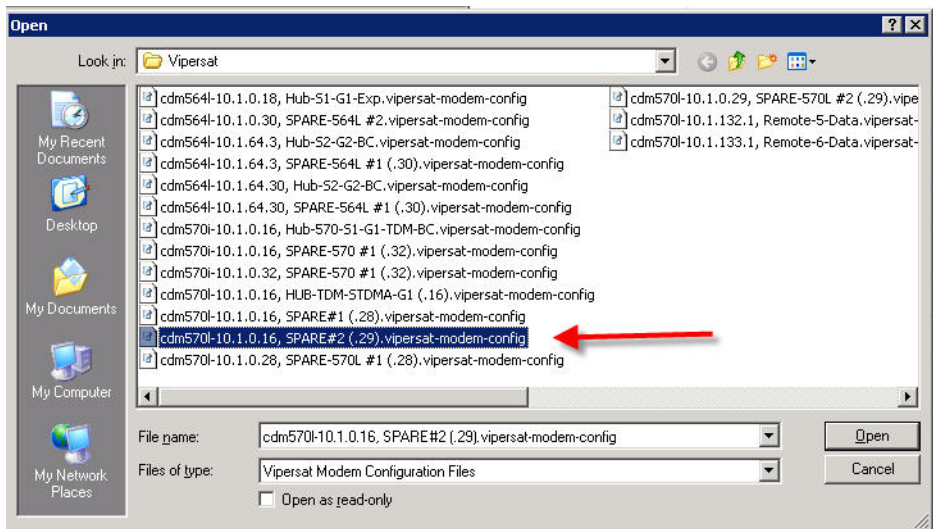 Open
Look in:
Vipersat
My Recent
Documents
Desktop
My Documents
My Computer
My Network
Places
cdm564l-10.1.0.18, Hub-S1-G1-Exp.vipersat-modem-config
cdm564l-10.1.0.30, SPARE-564L #2.vipersat-modem-config
cdm564l-10.1.64.3, Hub-S2-G2-BC.vipersat-modem-config
cdm564l-10.1.64.3, SPARE-564L #1 (.30).vipersat-modem-config
cdm564l-10.1.64.30, Hub-S2-G2-BC.vipersat-modem-config
cdm564l-10.1.64.30, SPARE-564L #1 (.30).vipersat-modem-config
cdm570i-10.1.0.16, Hub-570-S1-G1-TDM-BC.vipersat-modem-config
cdm570i-10.1.0.16, SPARE-570 #1 (.32).vipersat-modem-config
cdm570i-10.1.0.32, SPARE-570 #1 (.32).vipersat-modem-config
cdm570l-10.1.0.16, HUB-TDM-STDMA-G1 (.16).vipersat-modem-config
cdm570l-10.1.0.16, SPARE#1 (.28).vipersat-modem-config
cdm570l-10.1.0.16, SPARE#2 (.29).vipersat-modem-config
cdm570l-10.1.0.28, SPARE-570L #1 (.28).vipersat-modem-config
cdm570l-10.1.0.29, SPARE-570L #2 (.29).vipe
cdm570l-10.1.132.1, Remote-5-Data.vipersat-
cdm570l-10.1.133.1, Remote-6-Data.vipersat-
File name:
cdm570l-10.1.0.16, SPARE#2 (.29).vipersat-modem-config
Open
Files of type:
Vipersat Modem Configuration Files
Cancel
Open as read-only